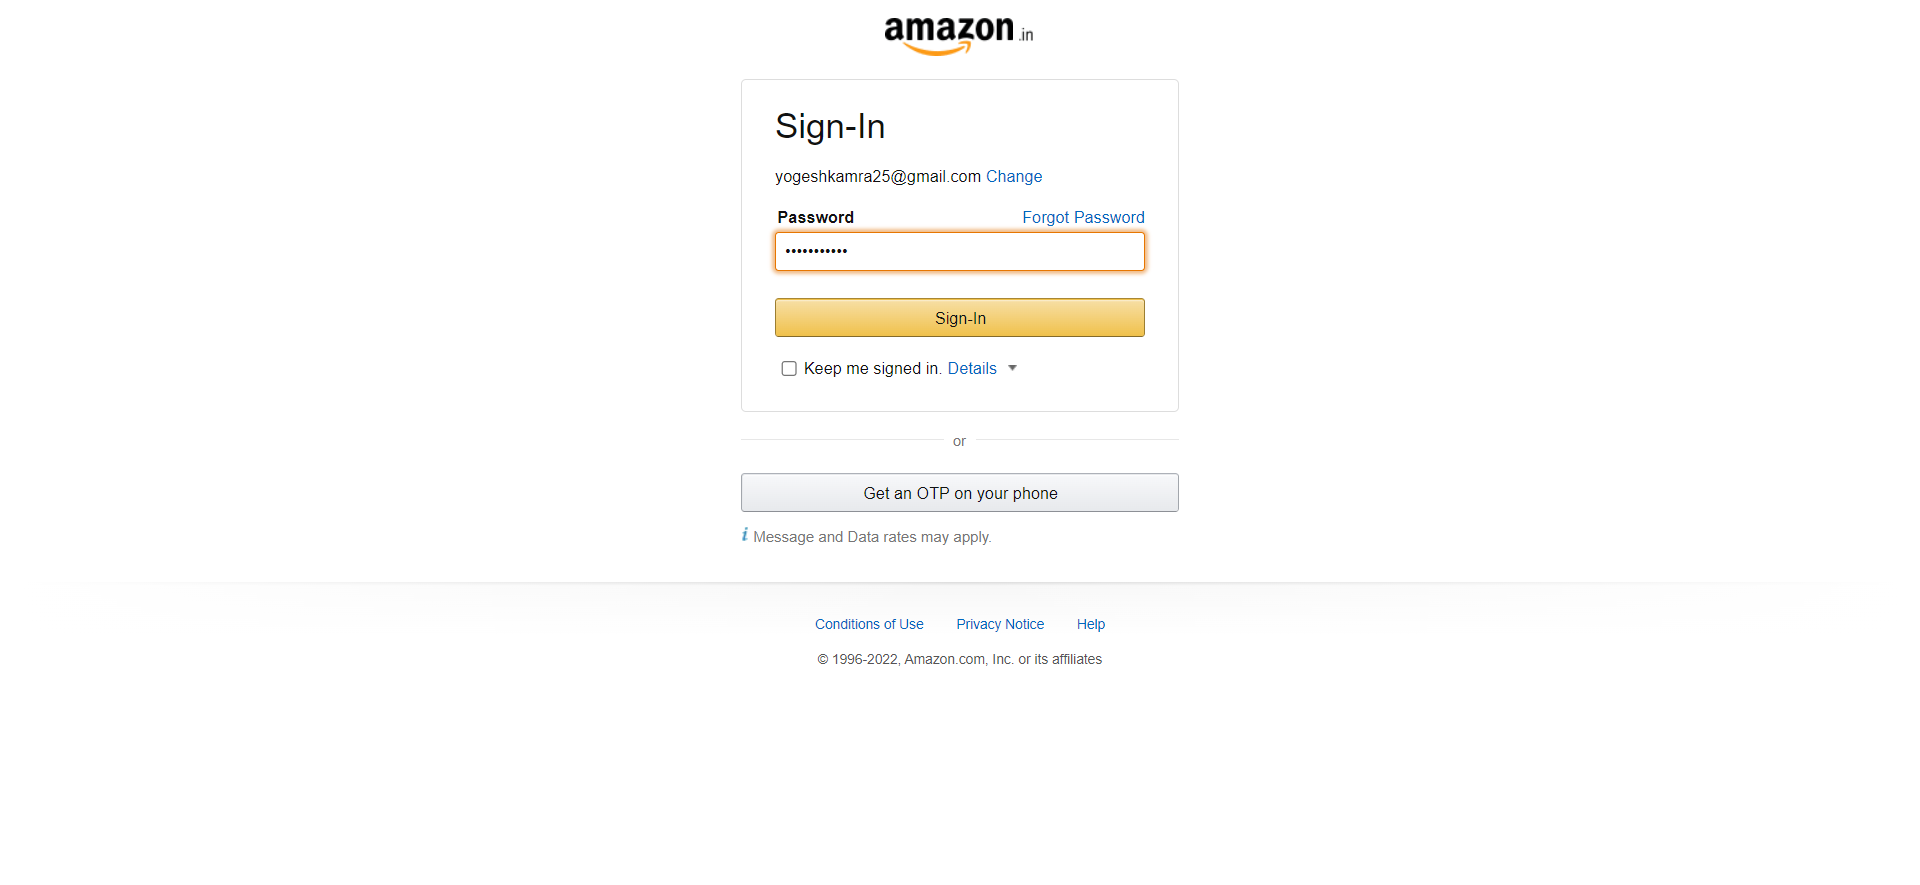 amazon.in
Sign-In
yogeshkamra25@gmail.com Change
Password Forgot Password
•••••••••••
Sign-In
Keep me signed in. Details
or
Get an OTP on your phone
i Message and Data rates may apply.
Conditions of Use Privacy Notice Help
© 1996-2022, Amazon.com, Inc. or its affiliates